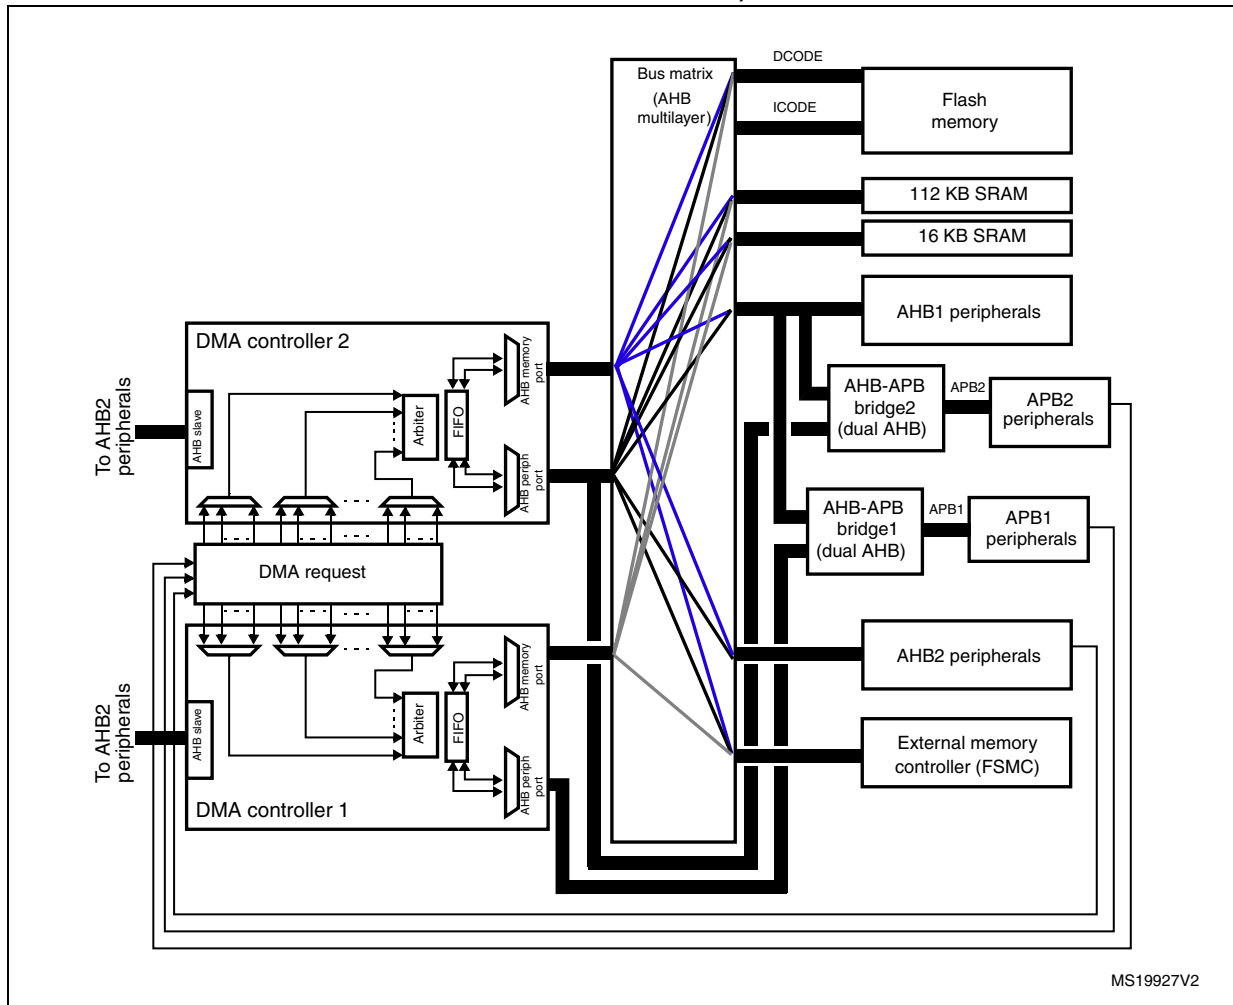 Bus matrix
(AHB
multilayer)
DCODE
ICODE
Flash
memory
112 KB SRAM
16 KB SRAM
AHB1 peripherals
DMA controller 2
To AHB2
peripherals
AHB slave
Arbiter
FIFO
AHB memory
port
AHB periph
port
AHB-APB
bridge2
(dual AHB)
APB2
APB2
peripherals
AHB-APB
bridge1
(dual AHB)
APB1
APB1
peripherals
DMA request
AHB2 peripherals
External memory
controller (FSMC)
To AHB2
peripherals
AHB slave
Arbiter
FIFO
AHB memory
port
AHB periph
port
DMA controller 1
MS19927V2